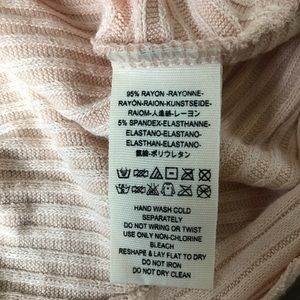 95% RAYON -RAYONNE-
RAYÓN-RAION-KUNSTSEIDE-
RAIOM-人造絲-レーヨン
5% SPANDEX-ELASTHANNE-
ELASTANO-ELASTANO-
ELASTHAN-ELASTANO-
氨綸-ポリウレタン
HAND WASH COLD
SEPARATELY
DO NOT WRING OR TWIST
USE ONLY NON-CHLORINE
BLEACH
RESHAPE & LAY FLAT TO DRY
DO NOT IRON
DO NOT DRY CLEAN